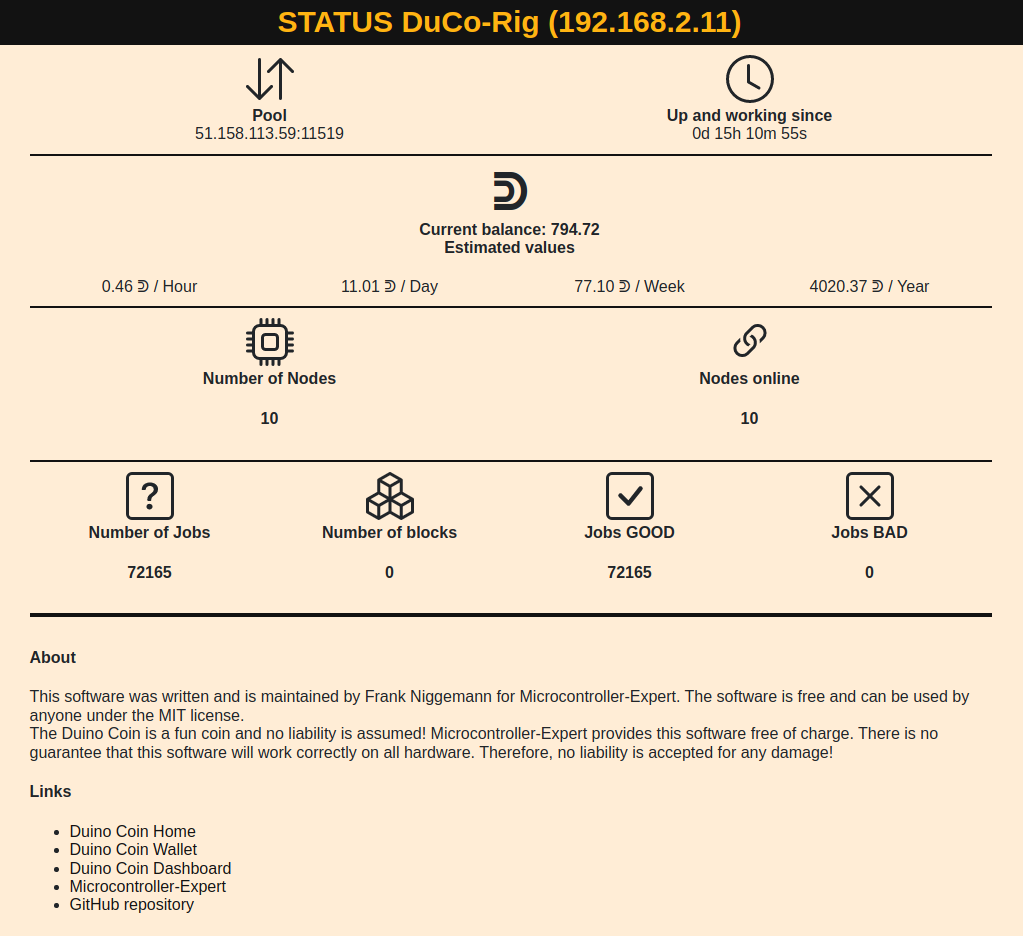 STATUS DuCo-Rig (192.168.2.11)
Pool
51.158.113.59:11519
Up and working since
0d 15h 10m 55s
Current balance: 794.72
Estimated values
0.46 ᕲ / Hour
11.01 ᕲ / Day
77.10 ᕲ / Week
4020.37 ᕲ / Year
Number of Nodes
10
Nodes online
10
Number of Jobs
72165
Number of blocks
0
Jobs GOOD
72165
Jobs BAD
0
About
This software was written and is maintained by Frank Niggemann for Microcontroller-Expert. The software is free and can be used by
anyone under the MIT license.
The Duino Coin is a fun coin and no liability is assumed! Microcontroller-Expert provides this software free of charge. There is no
guarantee that this software will work correctly on all hardware. Therefore, no liability is accepted for any damage!
Links
• Duino Coin Home
• Duino Coin Wallet
• Duino Coin Dashboard
• Microcontroller-Expert
• GitHub repository